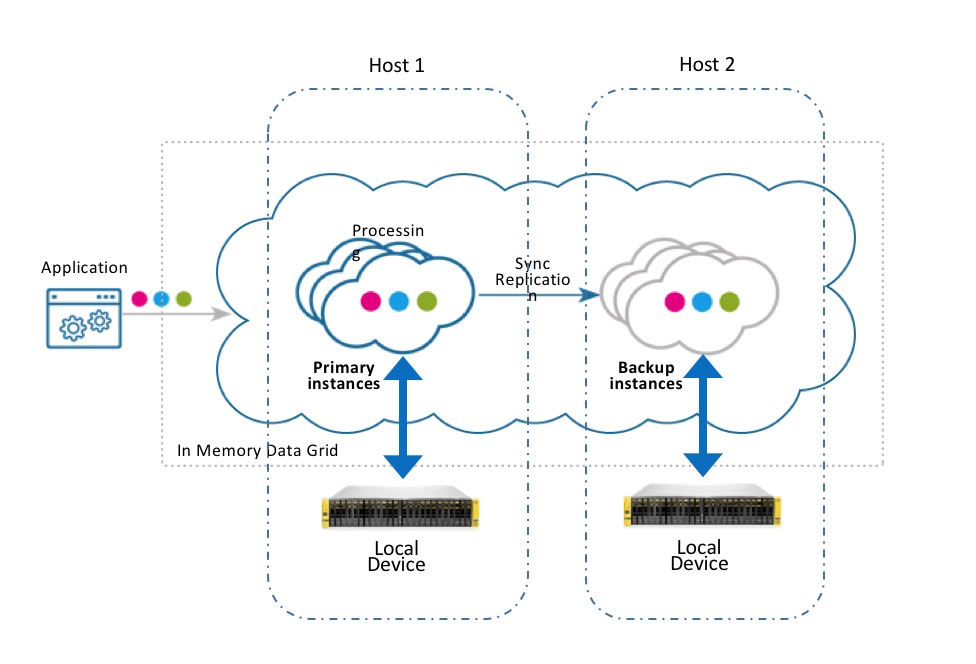 Host 1
Host 2
Processin
g
Application
Sync
Replicatio
n
Primary
instances
Backup
instances
In Memory Data Grid
Local
Device
Local
Device